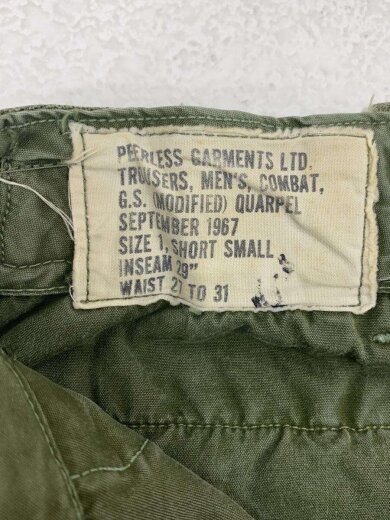 PEERLESS GARMENTS LTD.
TROUSERS, MEN'S, COMBAT,
G.S. (MODIFIED) QUARPEL
SEPTEMBER 1967
SIZE 1, SHORT SMALL
INSEAM 29"
WAIST 27 TO 31